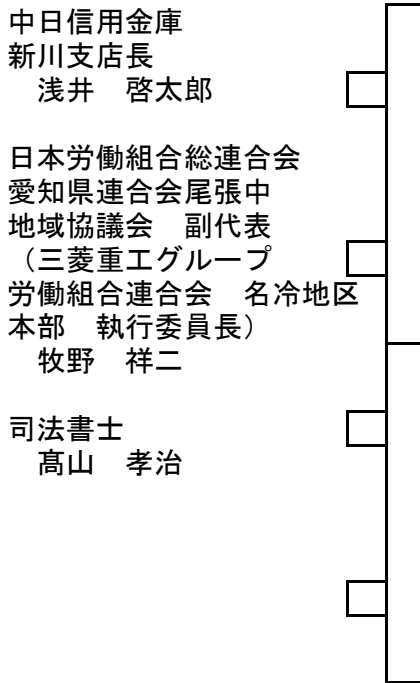 中日信用金庫
新川支店長
　浅井　啓太郎
日本労働組合総連合会
愛知県連合会尾張中
地域協議会　副代表
（三菱重工グループ
労働組合連合会　名冷地区
本部　執行委員長）
　牧野　祥二
司法書士
　髙山　孝治